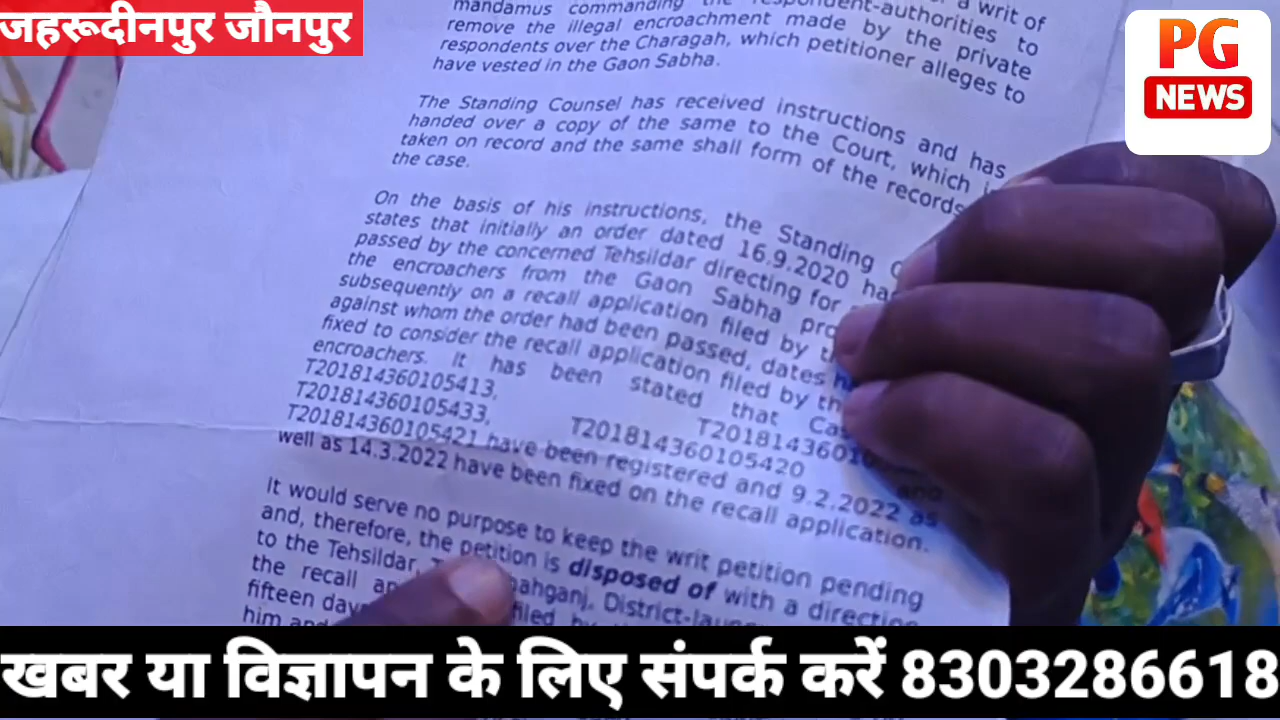 जहरूदीनपुर जौनपुर
PG
NEWS
a writ of
mandamus commanding the respondent-authorities to
remove the illegal encroachment made by the private
respondents over the Charagah, which petitioner alleges to
have vested in the Gaon Sabha.
The Standing Counsel has received instructions and has
handed over a copy of the same to the Court, which
taken on record and the same shall form of the records
the case.
On the basis of his instructions, the Standing
states that initially an order dated 16.9.2020
passed by the concerned Tehsildar directing for
the encroachers from the Gaon Sabha
subsequently on a recall application filed by
against whom the order had been passed, dates
fixed to consider the recall application filed by
encroachers. It has been stated that
T201814360105413,
T201814360105433, T201814360105420 and
T201814360105421 have been registered and 9.2.2022 as
well as 14.3.2022 have been fixed on the recall application.
It would serve no purpose to keep the writ petition pending
and, therefore, the petition is disposed of with a direction
to the Tehsildar, District-
the recall filed
fifteen
him
खबर या विज्ञापन के लिए संपर्क करें 8303286618